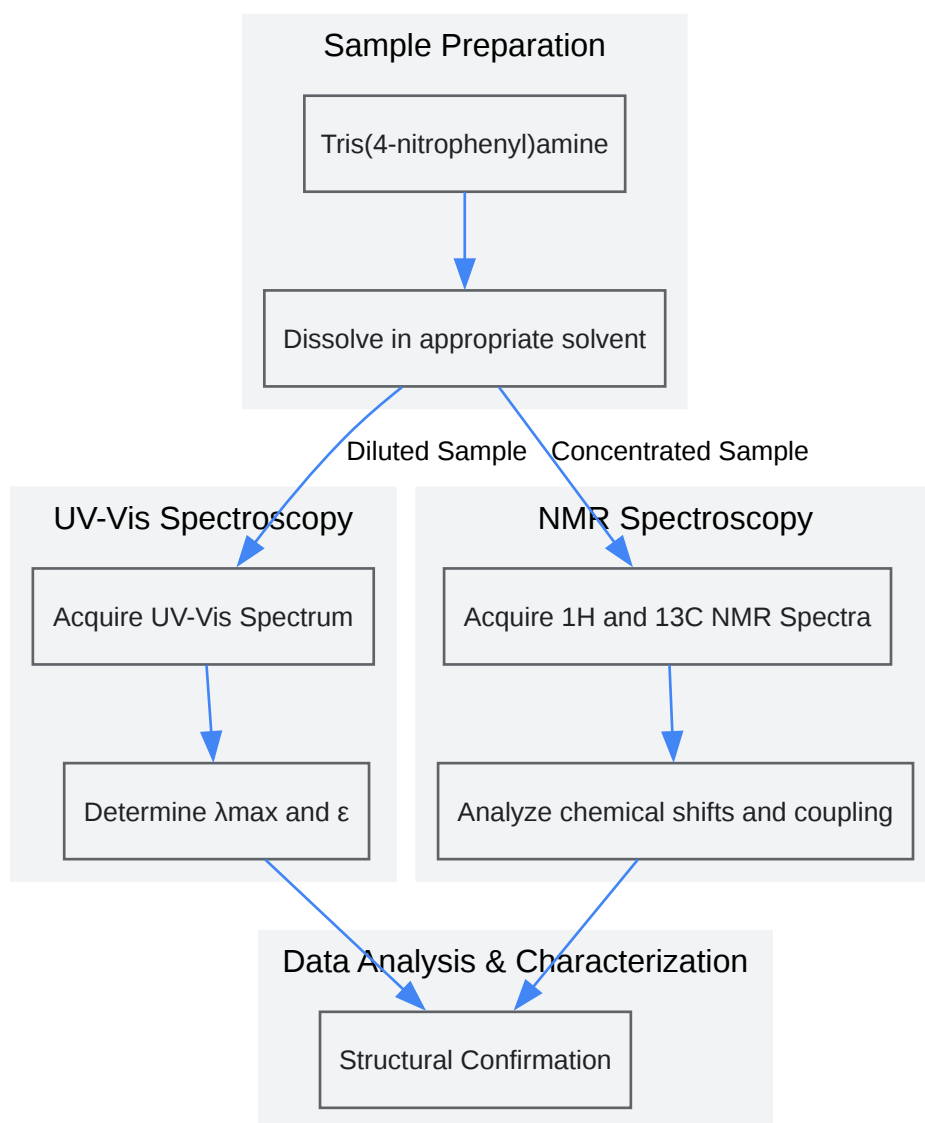 Sample Preparation
Tris(4-nitrophenyl)amine
Dissolve in appropriate solvent
Diluted Sample
Concentrated Sample
UV-Vis Spectroscopy
NMR Spectroscopy
Acquire UV-Vis Spectrum
Acquire 1H and 13C NMR Spectra
Determine λmax and ε
Analyze chemical shifts and coupling
Data Analysis & Characterization
Structural Confirmation